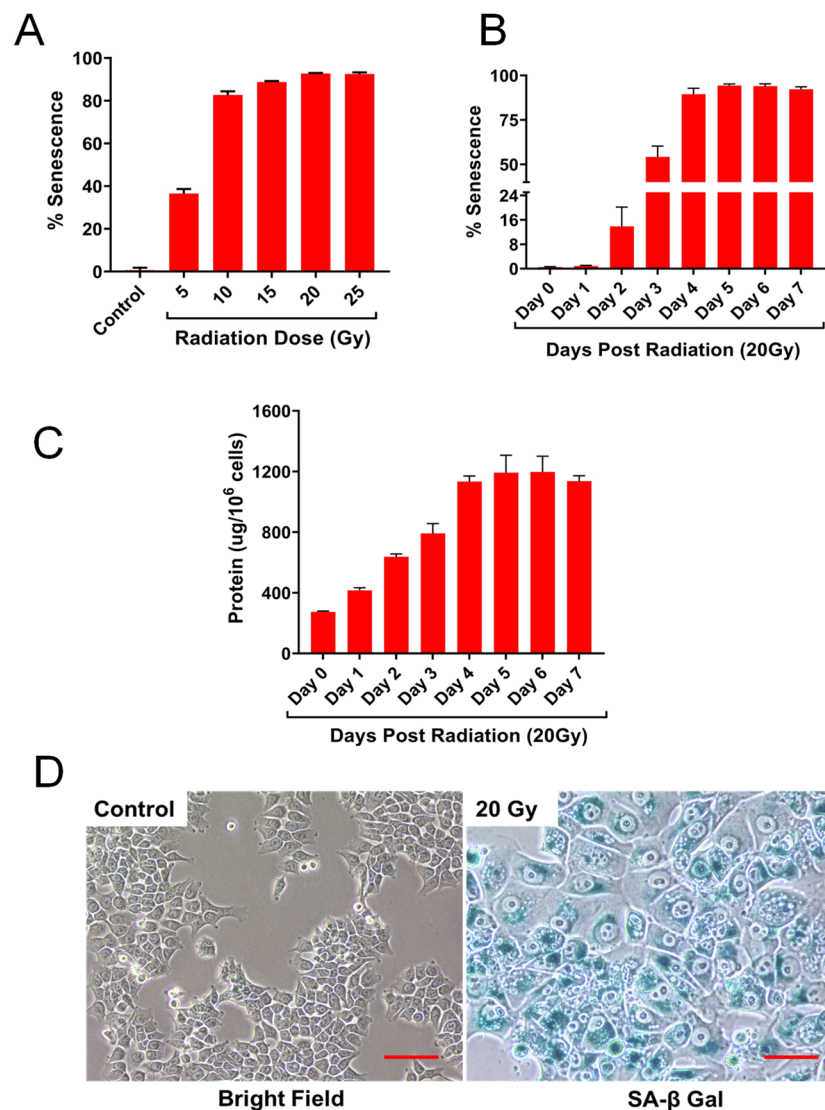 A
% Senescence
100
80
60
40
20
0
Control
5
10
15
20
25
Radiation Dose (Gy)
B
% Senescence
100
75
50
24
16
8
0
Day 0
Day 1
Day 2
Day 3
Day 4
Day 5
Day 6
Day 7
Days Post Radiation (20Gy)
C
Protein (ug/10⁶ cells)
1600
1200
800
400
0
Day 0
Day 1
Day 2
Day 3
Day 4
Day 5
Day 6
Day 7
Days Post Radiation (20Gy)
D
Control
20 Gy
Bright Field
SA-β Gal